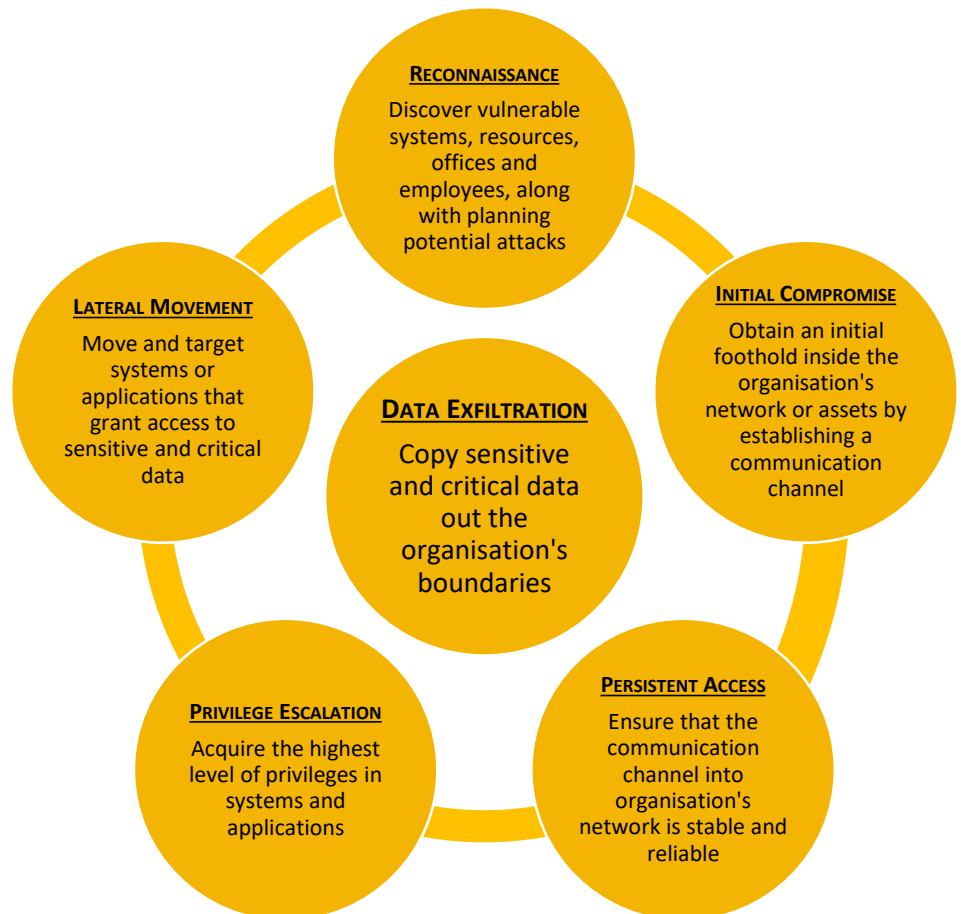 RECONNAISSANCE
Discover vulnerable
systems, resources,
offices and
employees, along
with planning
potential attacks
INITIAL COMPROMISE
Obtain an initial
foothold inside the
organisation's
network or assets by
establishing a
communication
channel
PERSISTENT ACCESS
Ensure that the
communication
channel into
organisation's
network is stable and
reliable
PRIVILEGE ESCALATION
Acquire the highest
level of privileges in
systems and
applications
LATERAL MOVEMENT
Move and target
systems or
applications that
grant access to
sensitive and critical
data
DATA EXFILTRATION
Copy sensitive
and critical data
out the
organisation's
boundaries